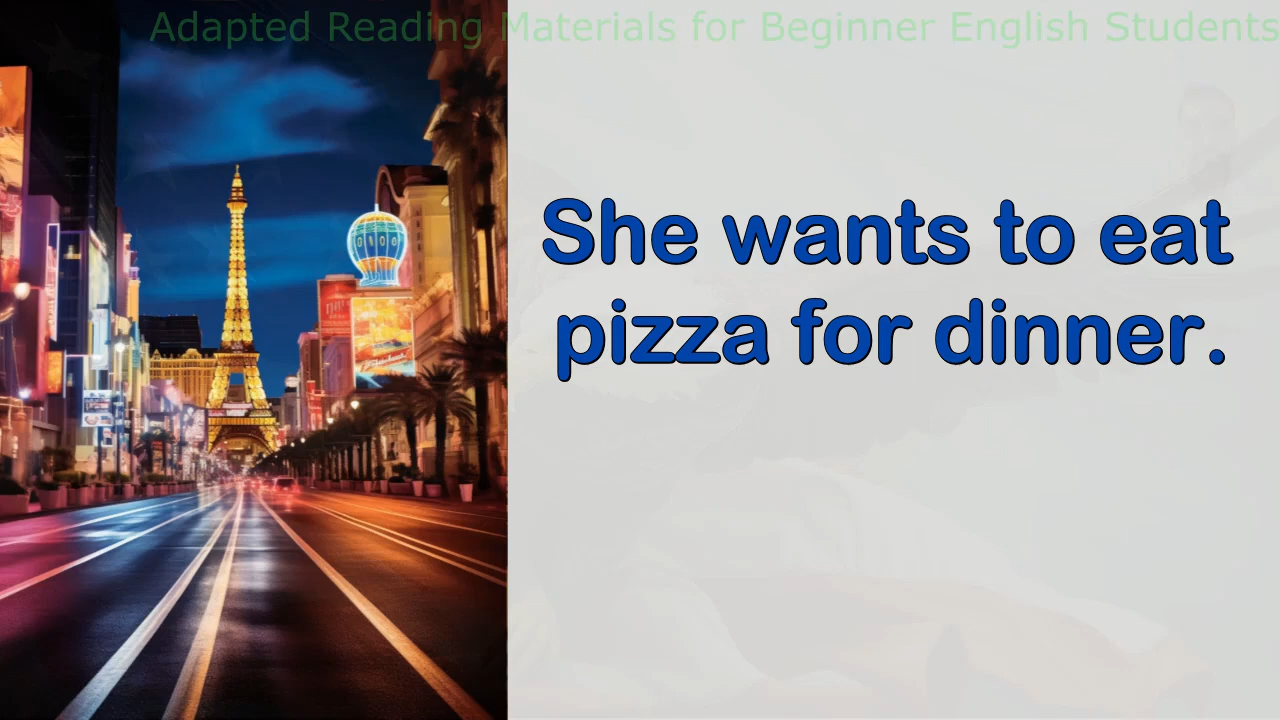 Adapted Reading Materials for Beginner English Students
She wants to eat
pizza for dinner.